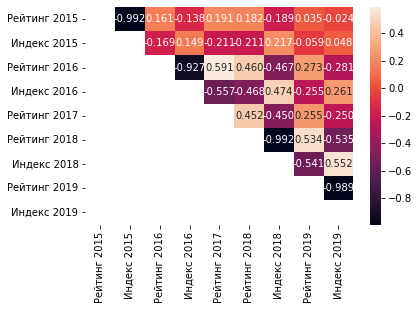 Рейтинг 2015 -0.992 0.161 -0.138 0.191 0.182 -0.189 0.035 -0.024
Индекс 2015 -0.169 0.149 -0.211 -0.211 0.217 -0.059 0.048
Рейтинг 2016 -0.927 0.591 0.460 -0.467 0.273 -0.281
Индекс 2016 -0.557 -0.468 0.474 -0.255 0.261
Рейтинг 2017 0.452 -0.450 0.255 -0.250
Рейтинг 2018 -0.992 0.534 -0.535
Индекс 2018 -0.541 0.552
Рейтинг 2019 -0.989
Индекс 2019
Рейтинг 2015
Индекс 2015
Рейтинг 2016
Индекс 2016
Рейтинг 2017
Рейтинг 2018
Индекс 2018
Рейтинг 2019
Индекс 2019
0.4
0.2
0.0
-0.2
-0.4
-0.6
-0.8